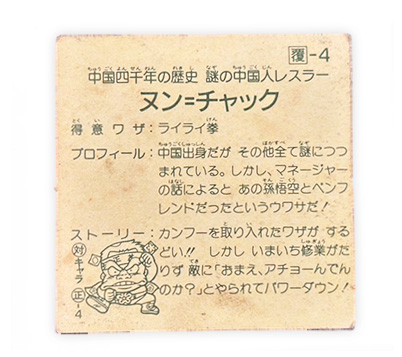 覆-4
中国四千年の歴史 謎の中国人レスラー
ヌン=チャック
得意ワザ:ライライ拳
プロフィール:中国出身だが その他全て謎につつ
まれている。しかし、マネージャー
の話によると あの孫悟空とペンフ
レンドだったというウワサだ!
ストーリー:カンフーを取り入れたワザが する
どい!! しかし いまいち修業がた
りず 敵に「おまえ、アチョーんでん
のか?」とやられてパワーダウン!
対
キャラ
正
-4